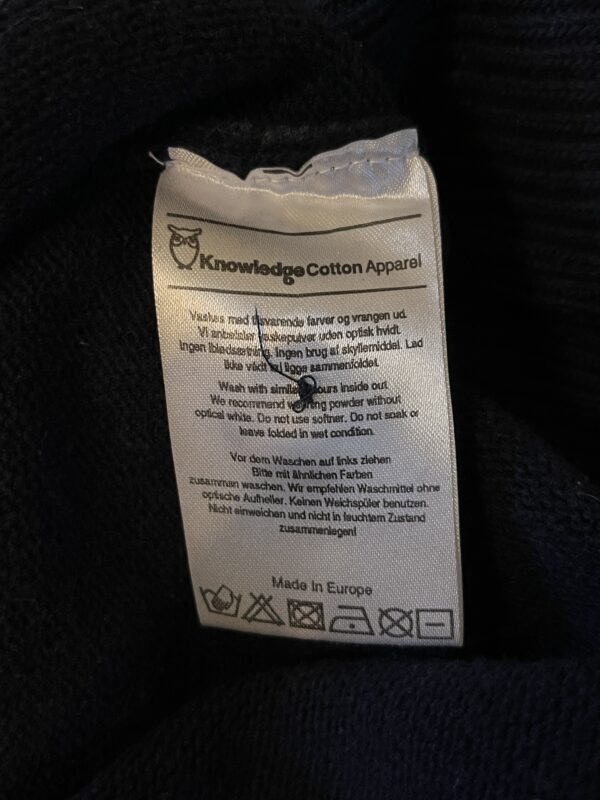 Knowledge Cotton Apparel
Vaskes med tilsvarende farver og vrangen ud.
Vi anbefaler vaskepulver uden optisk hvidt.
Ingen Iblødsætning. Ingen brug af skyllemiddel. Lad
ikke vådt tøj ligge sammenfoldet.
Wash with similar colours inside out
We recommend washing powder without
optical white. Do not use softner. Do not soak or
leave folded in wet condition.
Vor dem Waschen auf links ziehen
Bitte mit ähnlichen Farben
zusamman waschen. Wir empfehlen Waschmittel ohne
optische Aufheller. Keinen Weichspüler benutzen.
Nicht einweichen und nicht in feuchtem Zustand
zusammenlegen!
Made In Europe